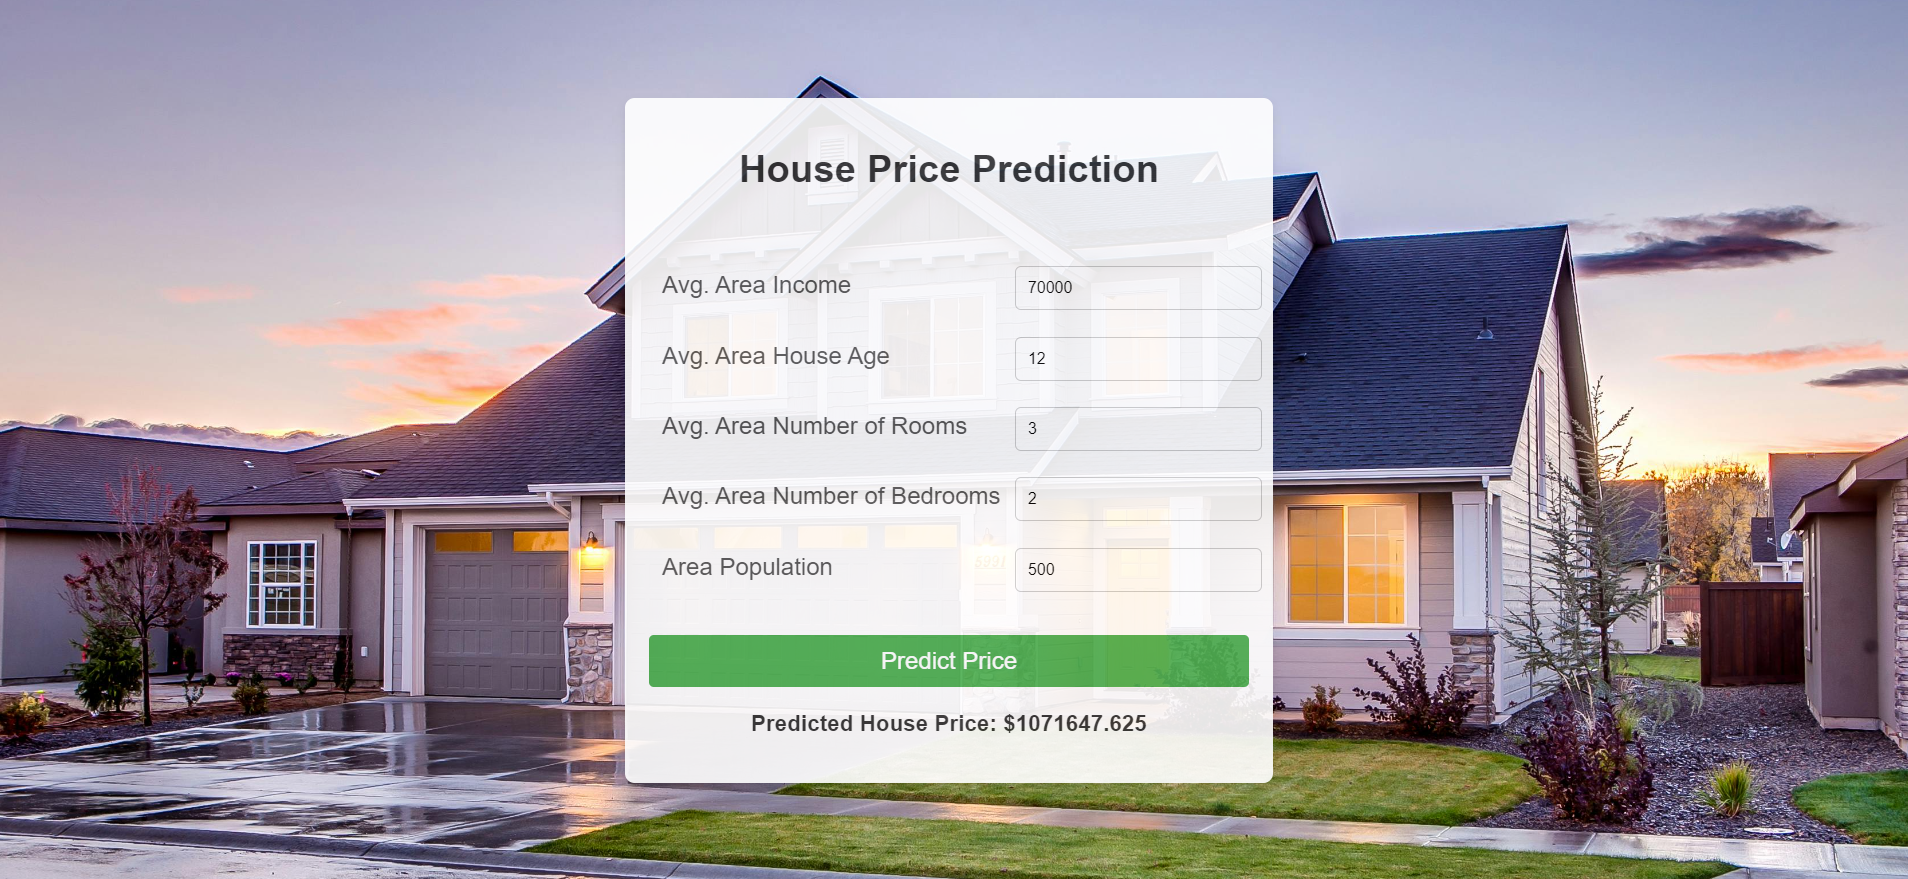 House Price Prediction
Avg. Area Income 70000
Avg. Area House Age 12
Avg. Area Number of Rooms 3
Avg. Area Number of Bedrooms 2
Area Population 500
Predict Price
Predicted House Price: $1071647.625